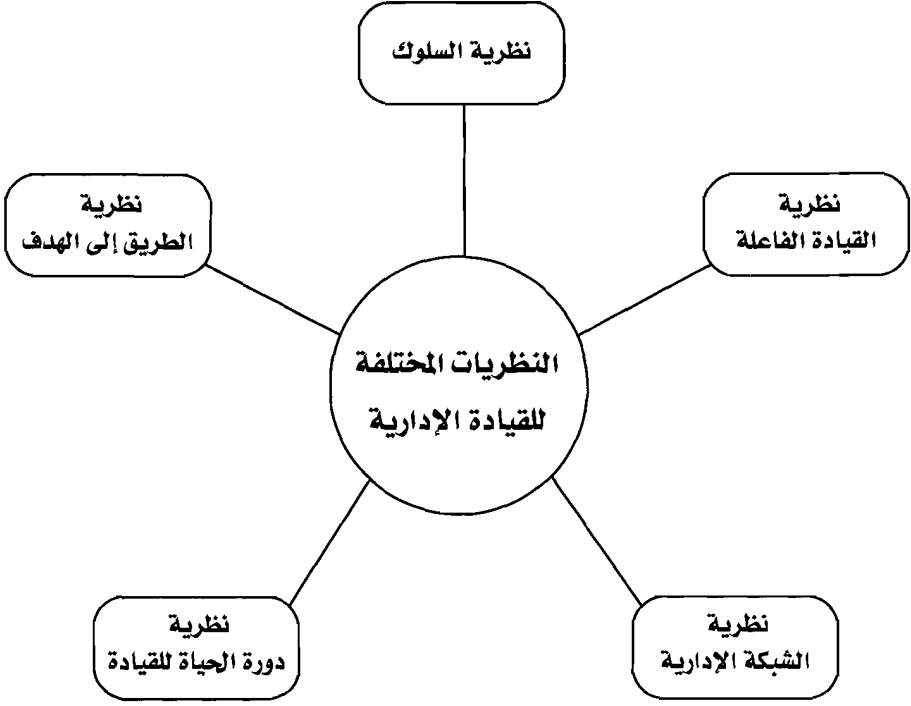 نظرية السلوك
نظرية
القيادة الفاعلة
نظرية
الطريق إلى الهدف
النظريات المختلفة
للقيادة الإدارية
نظرية
الشبكة الإدارية
نظرية
دورة الحياة للقيادة